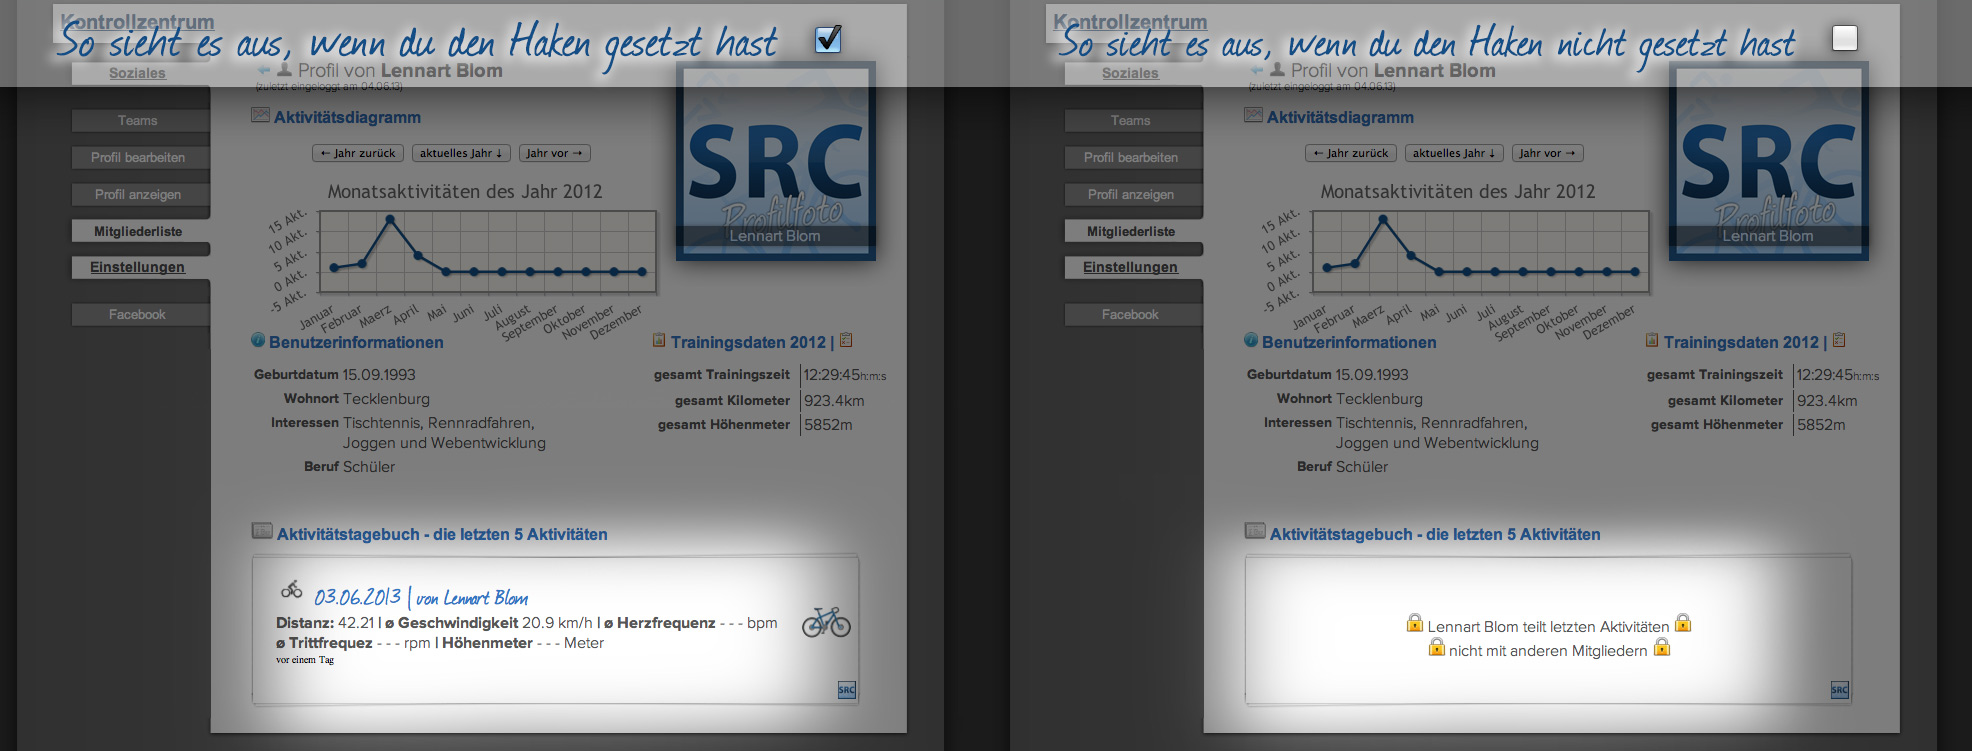 Kontrollzentrum
So sieht es aus, wenn du den Haken gesetzt hast
Soziales
Profil von Lennart Blom
(zuletzt eingeloggt am 04.06.13)
Teams
Profil bearbeiten
Profil anzeigen
Mitgliederliste
Einstellungen
Facebook
Aktivitätsdiagramm
← Jahr zurück aktuelles Jahr ↓ Jahr vor →
Monatsaktivitäten des Jahr 2012
15 Akt.
10 Akt.
5 Akt.
0 Akt.
-5 Akt.
Januar Februar Maerz April Mai Juni Juli August September Oktober November Dezember
SRC
Profilfoto
Lennart Blom
Benutzerinformationen
Geburtdatum 15.09.1993
Wohnort Tecklenburg
Interessen Tischtennis, Rennradfahren,
Joggen und Webentwicklung
Beruf Schüler
Trainingsdaten 2012 |
gesamt Trainingszeit 12:29:45h:m:s
gesamt Kilometer 923.4km
gesamt Höhenmeter 5852m
Aktivitätstagebuch - die letzten 5 Aktivitäten
03.06.2013 | von Lennart Blom
Distanz: 42.21 | ø Geschwindigkeit 20.9 km/h | ø Herzfrequenz - - - bpm
ø Trittfrequez - - - rpm | Höhenmeter - - - Meter
vor einem Tag
SRC
Kontrollzentrum
So sieht es aus, wenn du den Haken nicht gesetzt hast
Soziales
Profil von Lennart Blom
(zuletzt eingeloggt am 04.06.13)
Teams
Profil bearbeiten
Profil anzeigen
Mitgliederliste
Einstellungen
Facebook
Aktivitätsdiagramm
← Jahr zurück aktuelles Jahr ↓ Jahr vor →
Monatsaktivitäten des Jahr 2012
15 Akt.
10 Akt.
5 Akt.
0 Akt.
-5 Akt.
Januar Februar Maerz April Mai Juni Juli August September Oktober November Dezember
SRC
Profilfoto
Lennart Blom
Benutzerinformationen
Geburtdatum 15.09.1993
Wohnort Tecklenburg
Interessen Tischtennis, Rennradfahren,
Joggen und Webentwicklung
Beruf Schüler
Trainingsdaten 2012 |
gesamt Trainingszeit 12:29:45h:m:s
gesamt Kilometer 923.4km
gesamt Höhenmeter 5852m
Aktivitätstagebuch - die letzten 5 Aktivitäten
Lennart Blom teilt letzten Aktivitäten
nicht mit anderen Mitgliedern
SRC